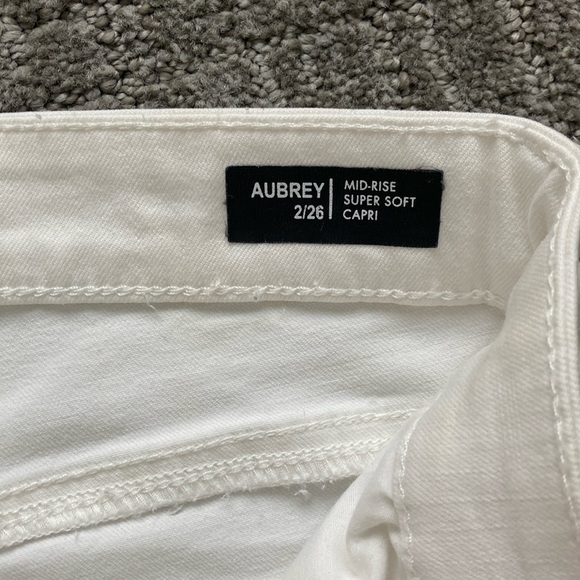 AUBREY
2/26
MID-RISE
SUPER SOFT
CAPRI